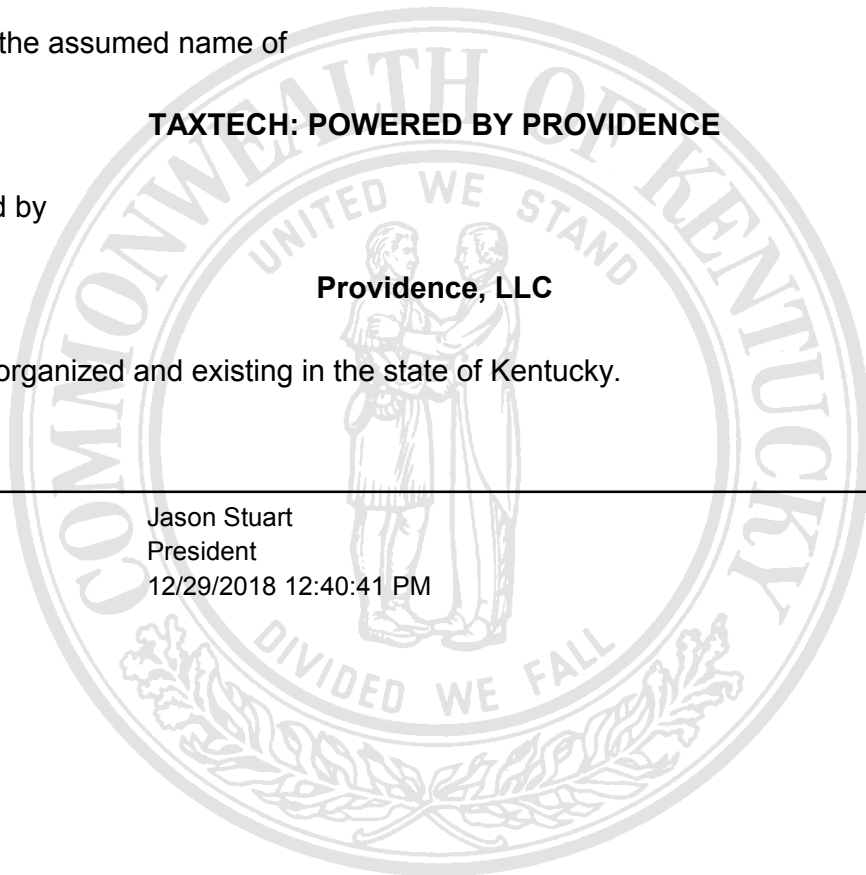 the assumed name of
TAXTECH: POWERED BY PROVIDENCE
d by
Providence, LLC
organized and existing in the state of Kentucky.
Jason Stuart
President
12/29/2018 12:40:41 PM
COMMONWEALTH OF KENTUCKY
UNITED WE STAND
DIVIDED WE FALL